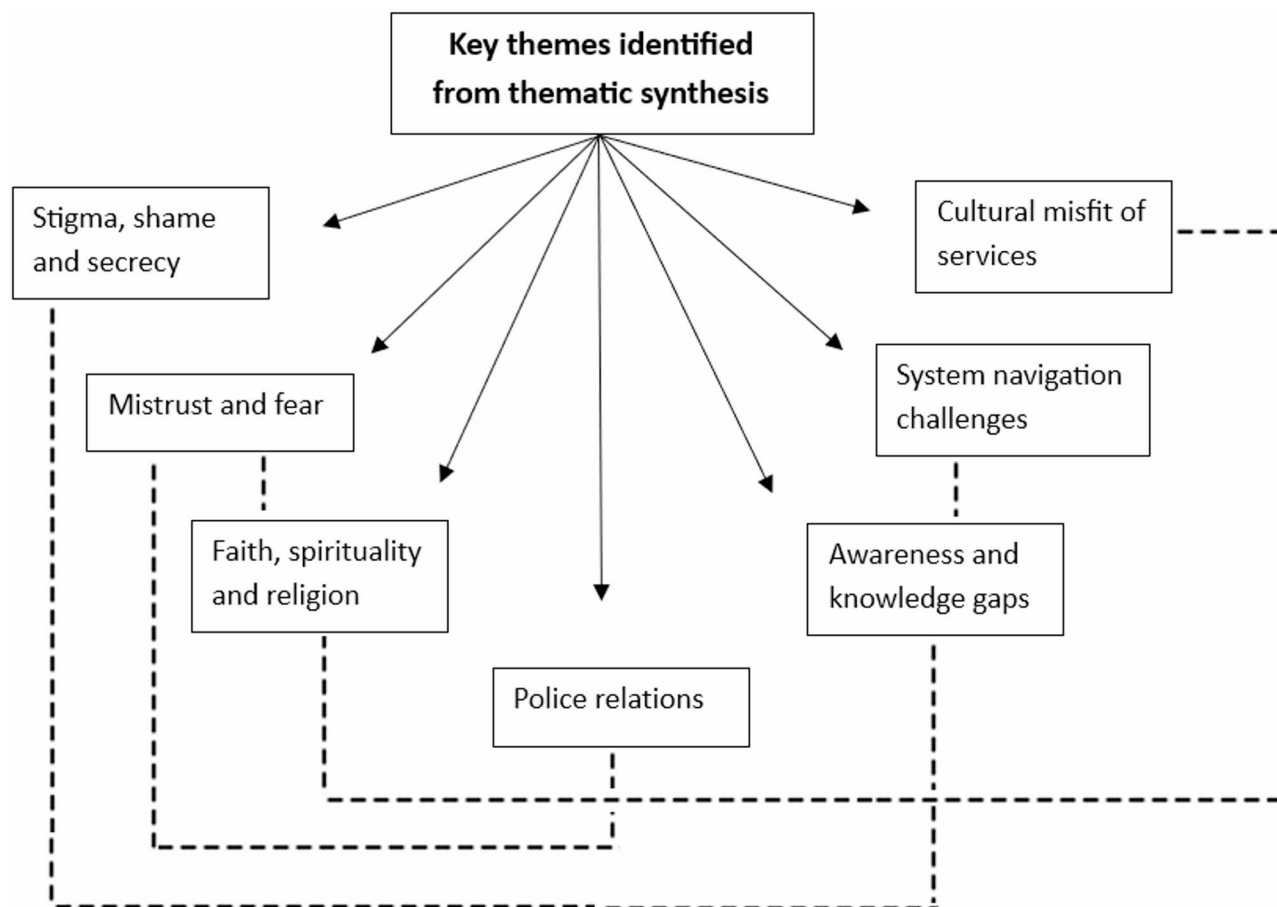 Key themes identified
from thematic synthesis
Stigma, shame
and secrecy
Cultural misfit of
services
Mistrust and fear
System navigation
challenges
Faith, spirituality
and religion
Awareness and
knowledge gaps
Police relations